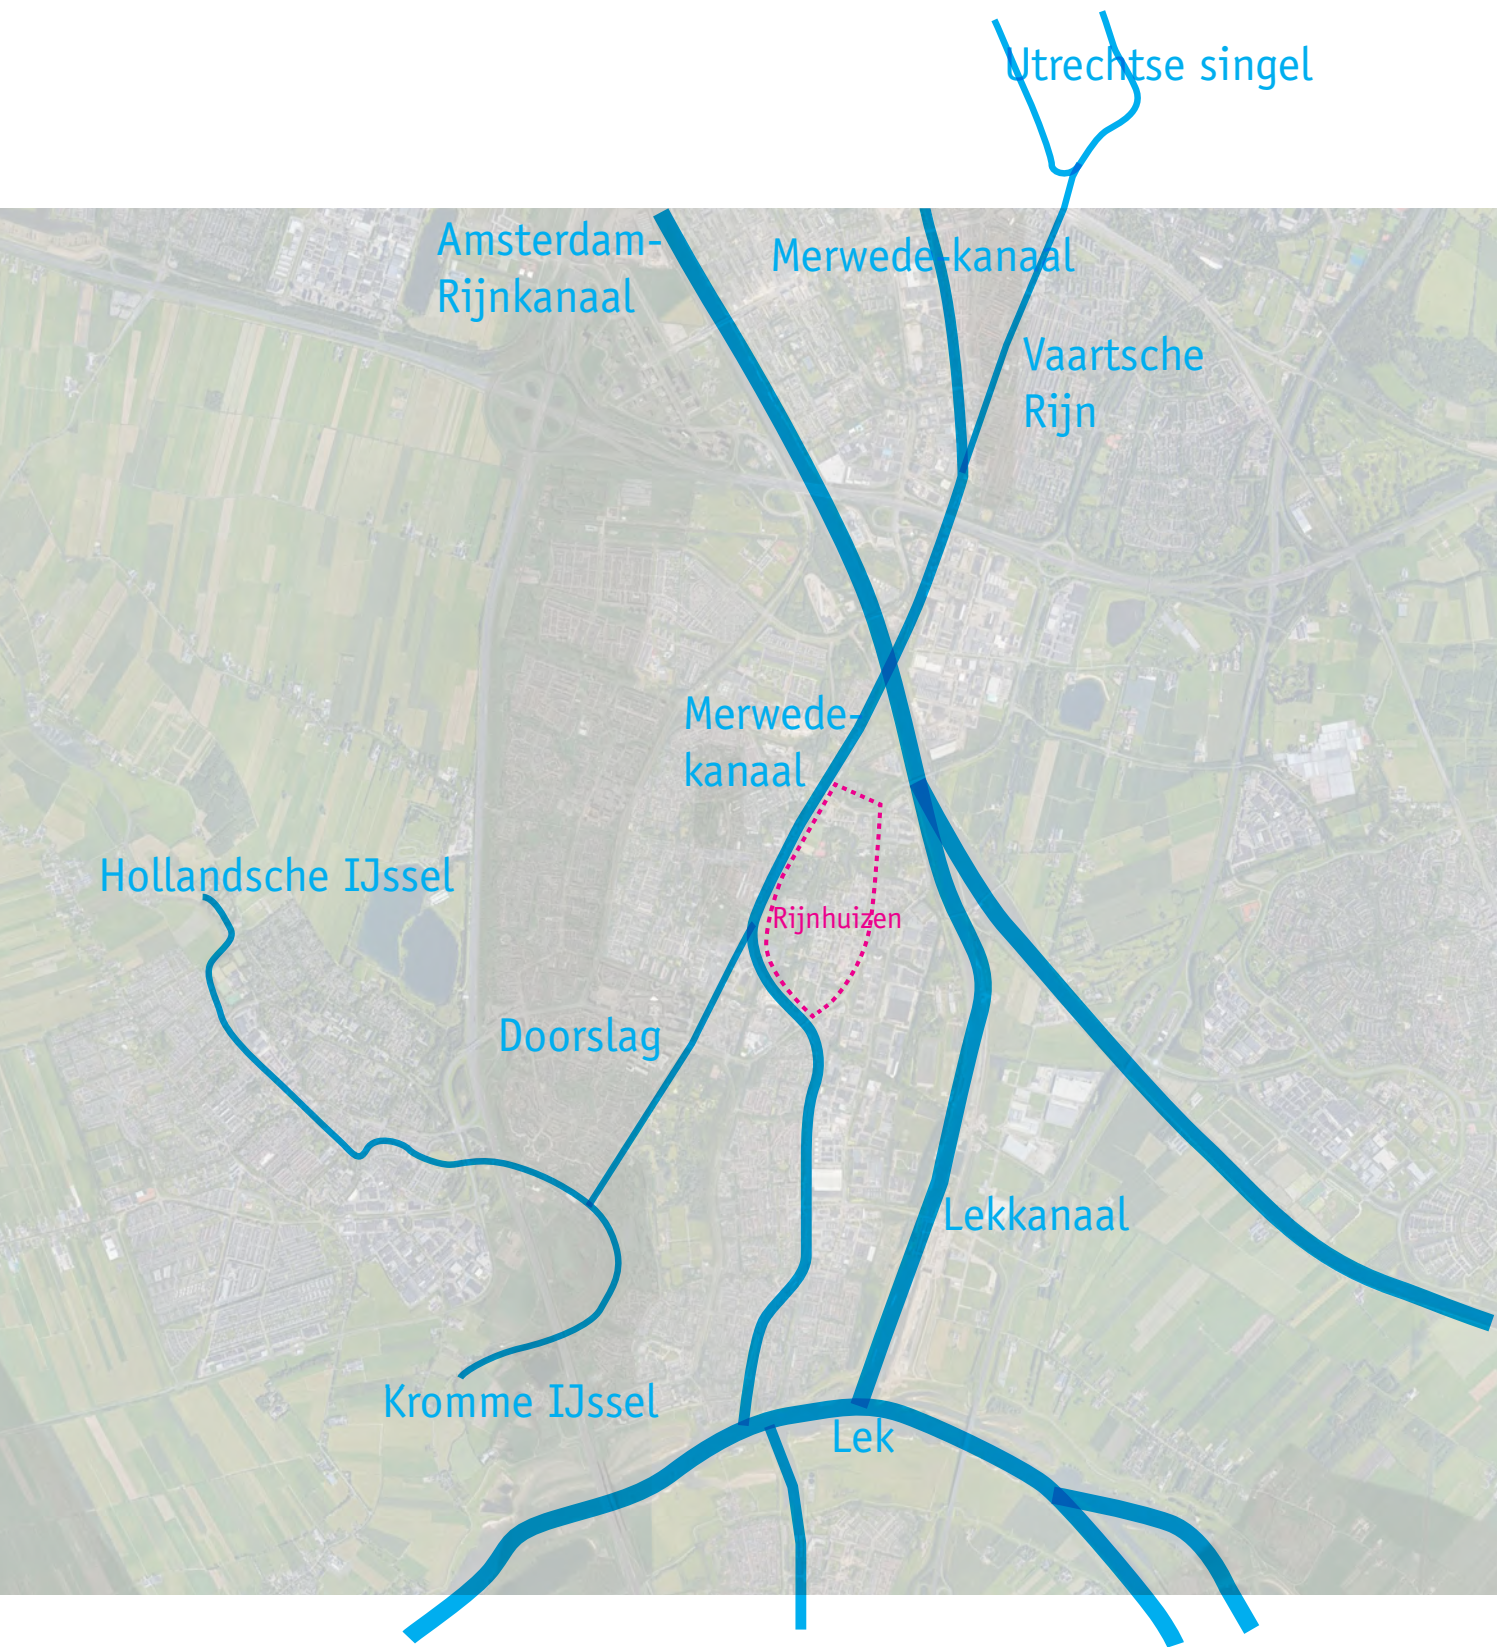 Utrechtse singel
Amsterdam-
Rijnkanaal
Merwede-kanaal
Vaartsche
Rijn
Merwede-
kanaal
Hollandsche IJssel
Rijnhuizen
Doorslag
Lekkanaal
Kromme IJssel
Lek